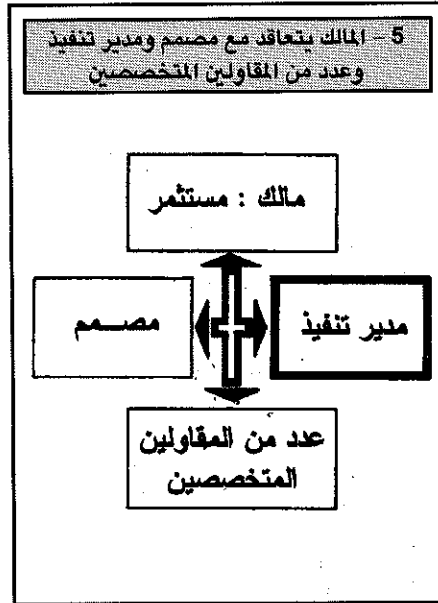 5 - المالك يتعاقد مع مصمم ومدير تنفيذ
وعدد من المقاولين المتخصصين
مالك : مستثمر
مصــمم
مدير تنفيذ
عدد من المقاولين
المتخصصين